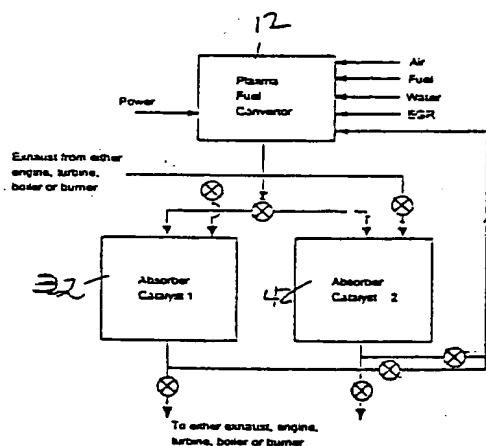 12
Plasma
Fuel
Convertor
Air
Fuel
Water
EGR
Power
Exhaust from either
engine, turbine,
boiler or burner
32
Absorber
Catalyst 1
42
Absorber
Catalyst 2
To either exhaust, engine,
turbine, boiler or burner